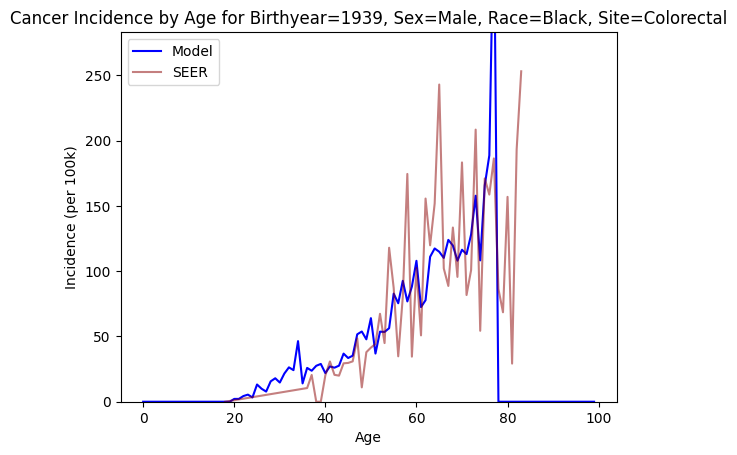 Cancer Incidence by Age for Birthyear=1939, Sex=Male, Race=Black, Site=Colorectal
Model
SEER
250
200
150
100
50
0
Incidence (per 100k)
0 20 40 60 80 100
Age